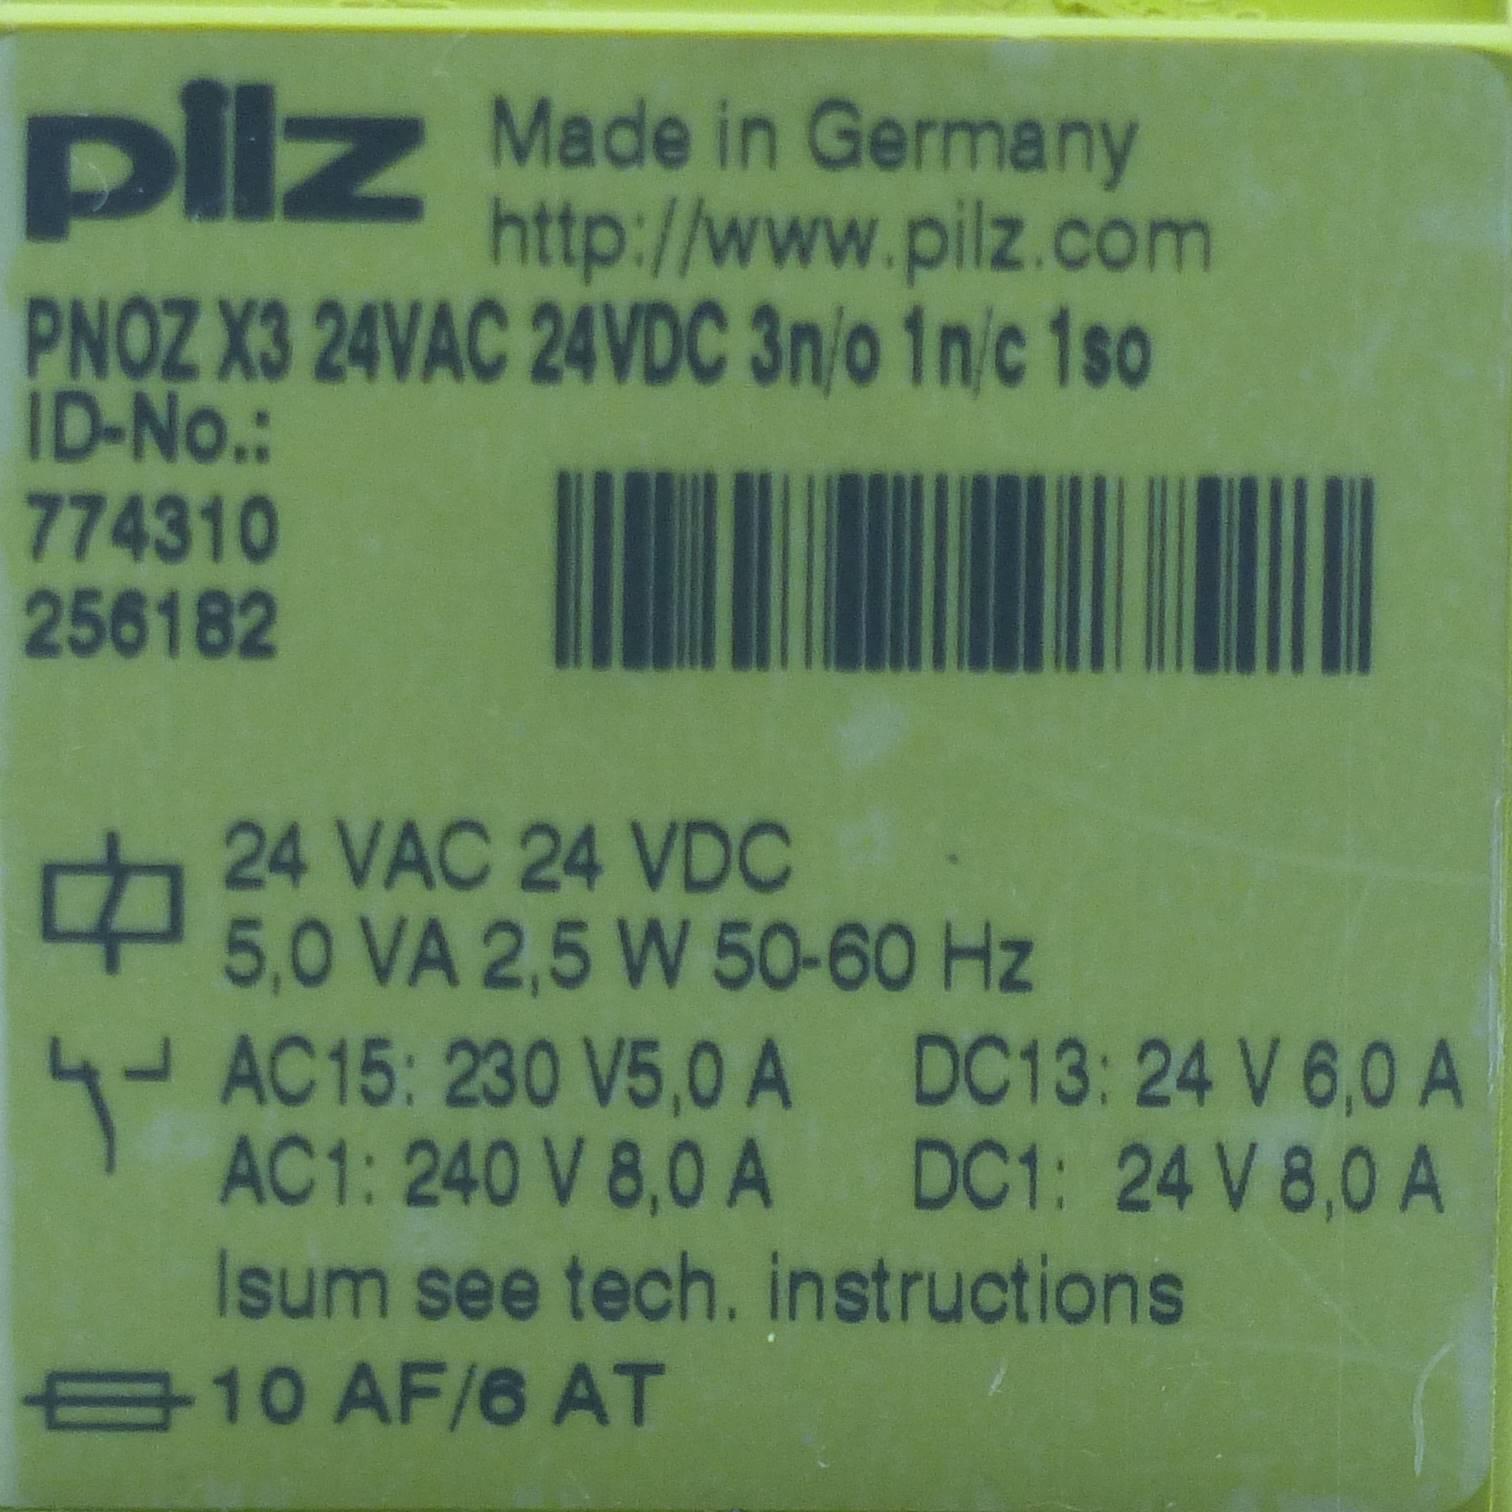 pilz
Made in Germany
http://www.pilz.com
PNOZ X3 24VAC 24VDC 3n/o 1n/c 1so
ID-No.:
774310
256182
24 VAC 24 VDC
5,0 VA 2,5 W 50-60 Hz
AC15: 230 V5,0 A DC13: 24 V 6,0 A
AC1: 240 V 8,0 A DC1: 24 V 8,0 A
Isum see tech. instructions
10 AF/6 AT